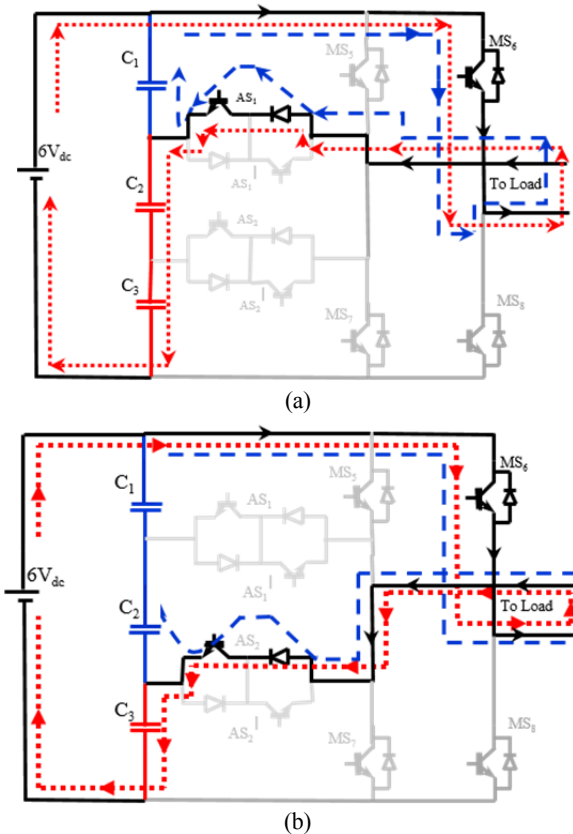 MS₆
MS₅
C₁
AS₁
6Vdc
AS₁
C₂
To Load
AS₂
C₃
AS₂
MS₇
MS₈
(a)
MS₆
MS₅
C₁
AS₁
AS₁
6Vdc
To Load
C₂
AS₂
C₃
AS₂
MS₇
MS₈
(b)